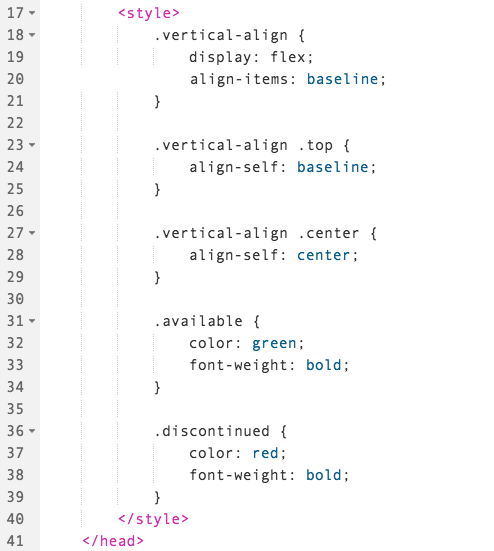 17 <style>
18 .vertical-align {
19 display: flex;
20 align-items: baseline;
21 }
22
23 .vertical-align .top {
24 align-self: baseline;
25 }
26
27 .vertical-align .center {
28 align-self: center;
29 }
30
31 .available {
32 color: green;
33 font-weight: bold;
34 }
35
36 .discontinued {
37 color: red;
38 font-weight: bold;
39 }
40 </style>
41 </head>